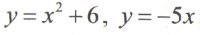 y = x² + 6, y = −5x